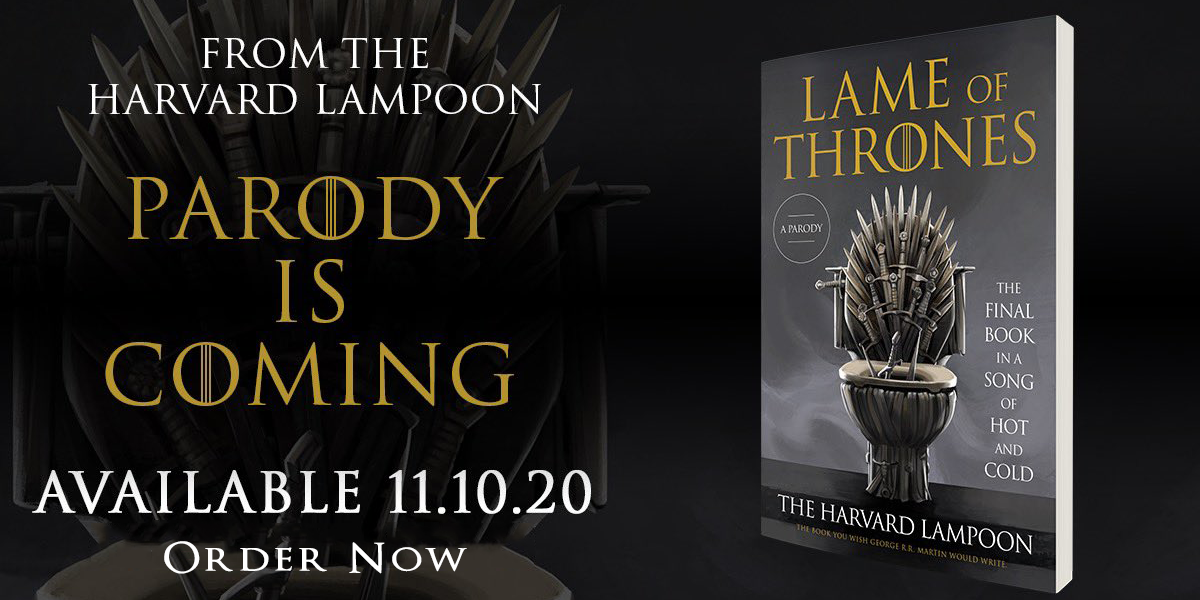 FROM THE
HARVARD LAMPOON
PARODY
IS
COMING
AVAILABLE 11.10.20
ORDER NOW
LAME OF
THRONES
A PARODY
THE
FINAL
BOOK
IN A
SONG
OF
HOT
AND
COLD
THE HARVARD LAMPOON
THE BOOK YOU WISH GEORGE R.R. MARTIN WOULD WRITE.